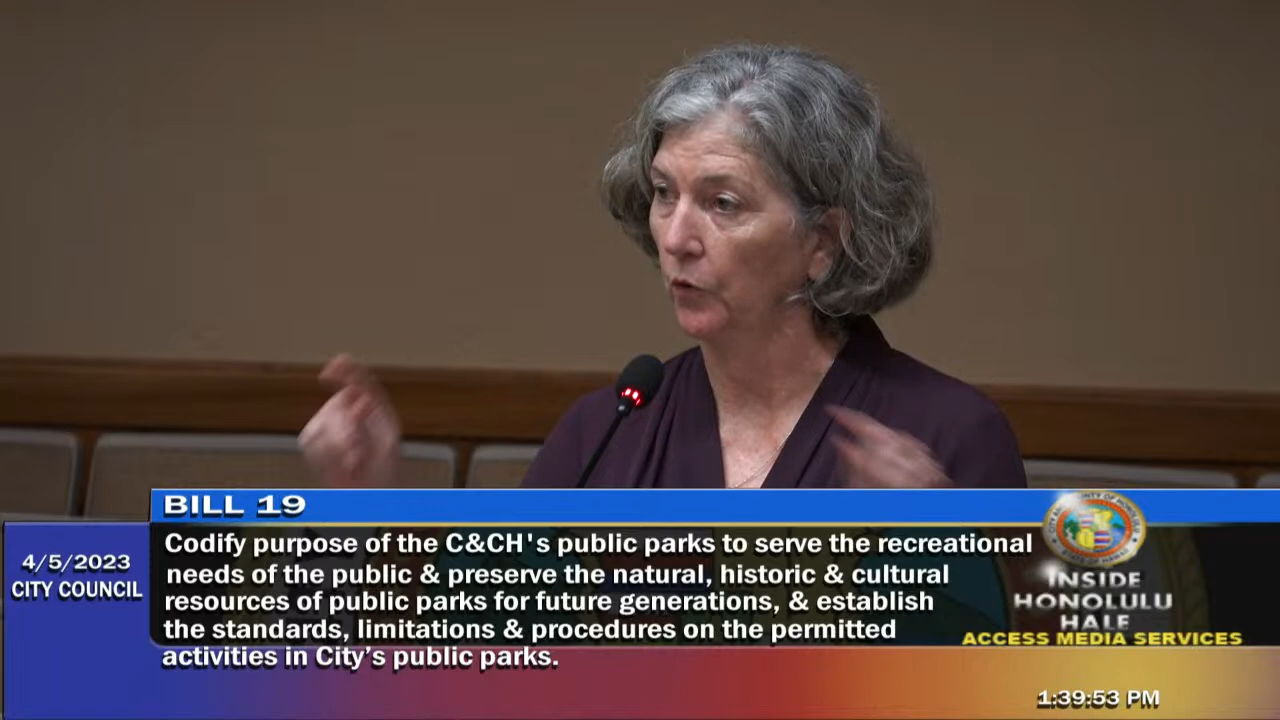 BILL 19
Codify purpose of the C&CH's public parks to serve the recreational
needs of the public & preserve the natural, historic & cultural
resources of public parks for future generations, & establish
the standards, limitations & procedures on the permitted
activities in City's public parks.
4/5/2023
CITY COUNCIL
INSIDE
HONOLULU
HALE
ACCESS MEDIA SERVICES
1:39:53 PM